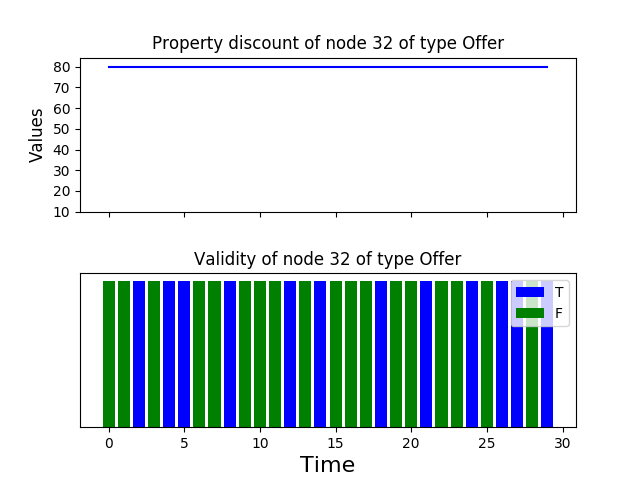 Property discount of node 32 of type Offer
80
70
60
50
40
30
20
10
Values
Validity of node 32 of type Offer
T
F
0 5 10 15 20 25 30
Time